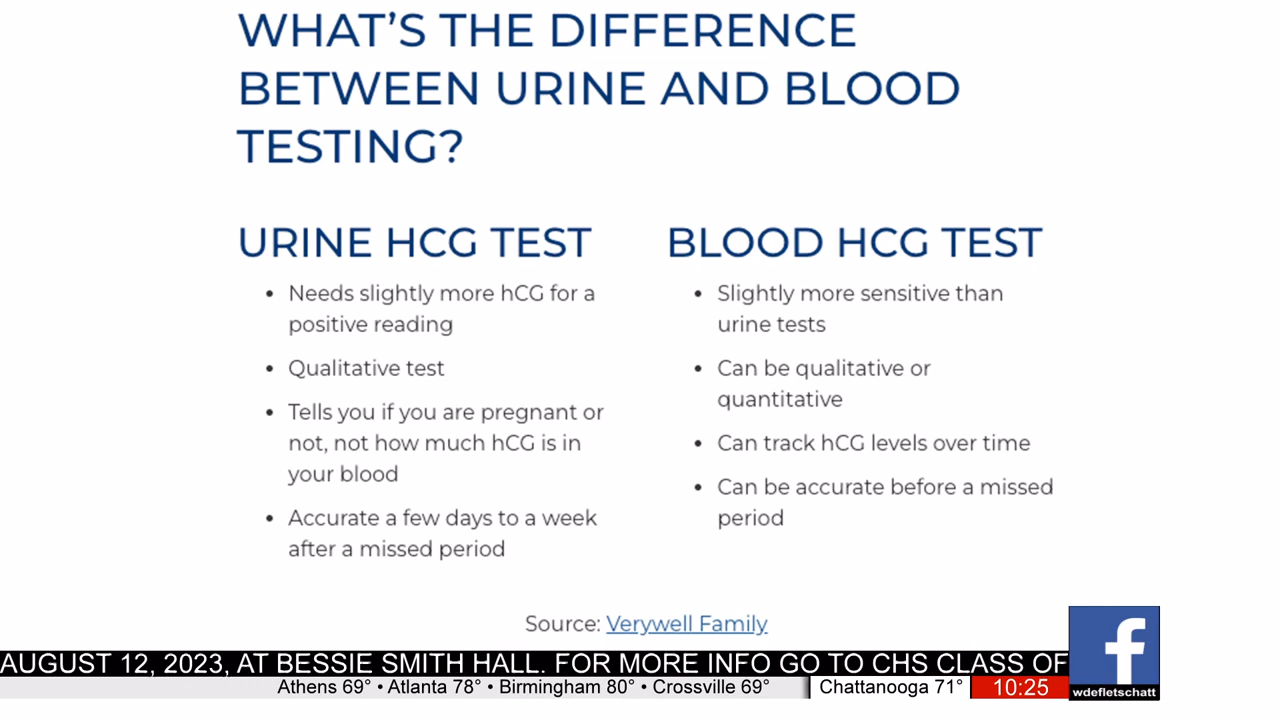 WHAT'S THE DIFFERENCE
BETWEEN URINE AND BLOOD
TESTING?
URINE HCG TEST
• Needs slightly more hCG for a
positive reading
• Qualitative test
• Tells you if you are pregnant or
not, not how much hCG is in
your blood
• Accurate a few days to a week
after a missed period
BLOOD HCG TEST
• Slightly more sensitive than
urine tests
• Can be qualitative or
quantitative
• Can track hCG levels over time
• Can be accurate before a missed
period
Source: Verywell Family
AUGUST 12, 2023, AT BESSIE SMITH HALL. FOR MORE INFO GO TO CHS CLASS OF
Athens 69° • Atlanta 78° • Birmingham 80° • Crossville 69°
Chattanooga 71°
10:25
f
wdefletschatt